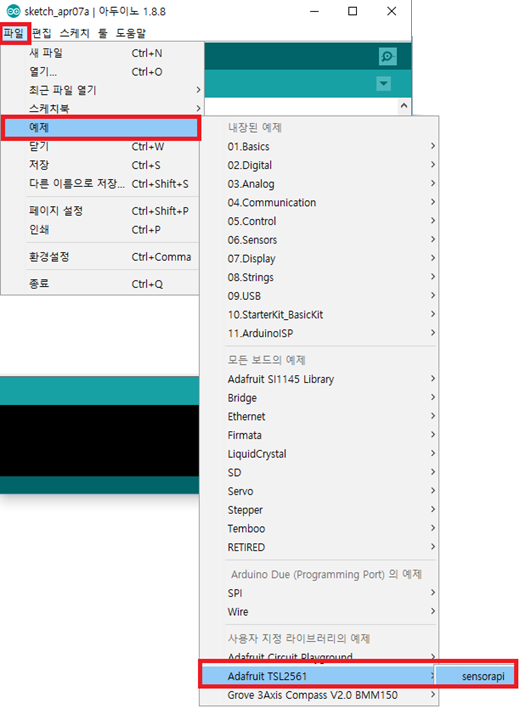 sketch_apr07a | 아두이노 1.8.8
파일 편집 스케치 툴 도움말
새 파일 Ctrl+N
열기... Ctrl+O
최근 파일 열기
스케치북
예제
닫기 Ctrl+W
저장 Ctrl+S
다른 이름으로 저장... Ctrl+Shift+S
페이지 설정 Ctrl+Shift+P
인쇄 Ctrl+P
환경설정 Ctrl+Comma
종료 Ctrl+Q
내장된 예제
01.Basics
02.Digital
03.Analog
04.Communication
05.Control
06.Sensors
07.Display
08.Strings
09.USB
10.StarterKit_BasicKit
11.ArduinoISP
모든 보드의 예제
Adafruit SI1145 Library
Bridge
Ethernet
Firmata
LiquidCrystal
SD
Servo
Stepper
Temboo
RETIRED
Arduino Due (Programming Port) 의 예제
SPI
Wire
사용자 지정 라이브러리의 예제
Adafruit Circuit Playground
Adafruit TSL2561
sensorapi
Grove 3Axis Compass V2.0 BMM150